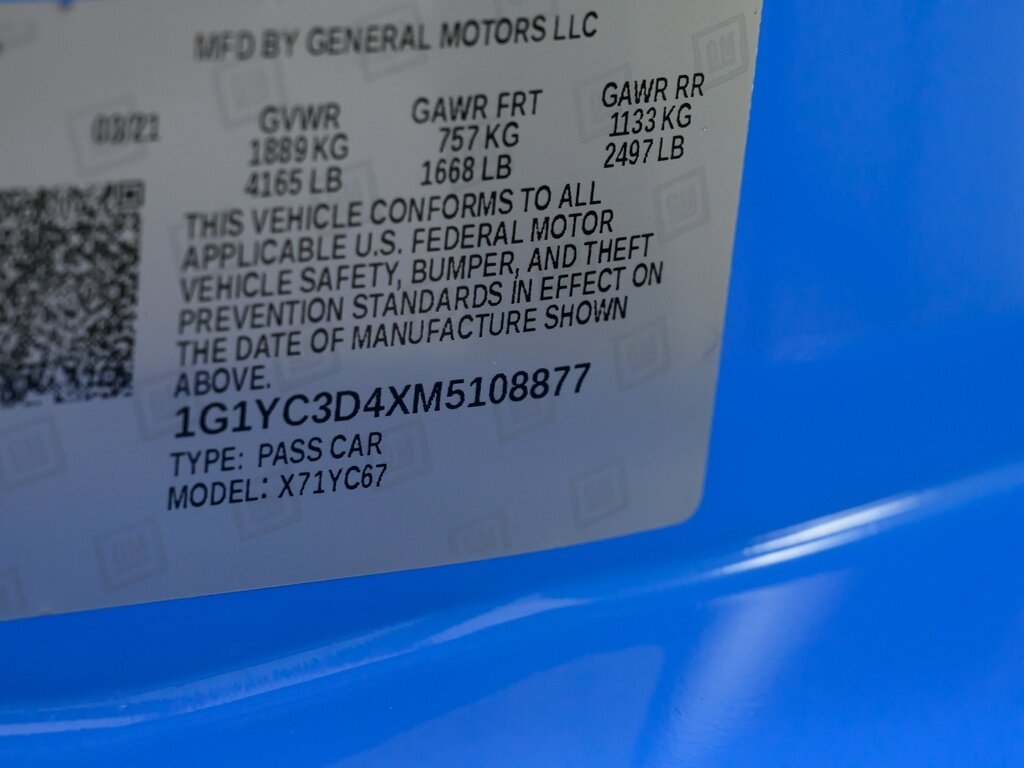 MFD BY GENERAL MOTORS LLC
03/21 GVWR GAWR FRT GAWR RR
1889 KG 757 KG 1133 KG
4165 LB 1668 LB 2497 LB
THIS VEHICLE CONFORMS TO ALL
APPLICABLE U.S. FEDERAL MOTOR
VEHICLE SAFETY, BUMPER, AND THEFT
PREVENTION STANDARDS IN EFFECT ON
THE DATE OF MANUFACTURE SHOWN
ABOVE.
1G1YC3D4XM5108877
TYPE: PASS CAR
MODEL: X71YC67